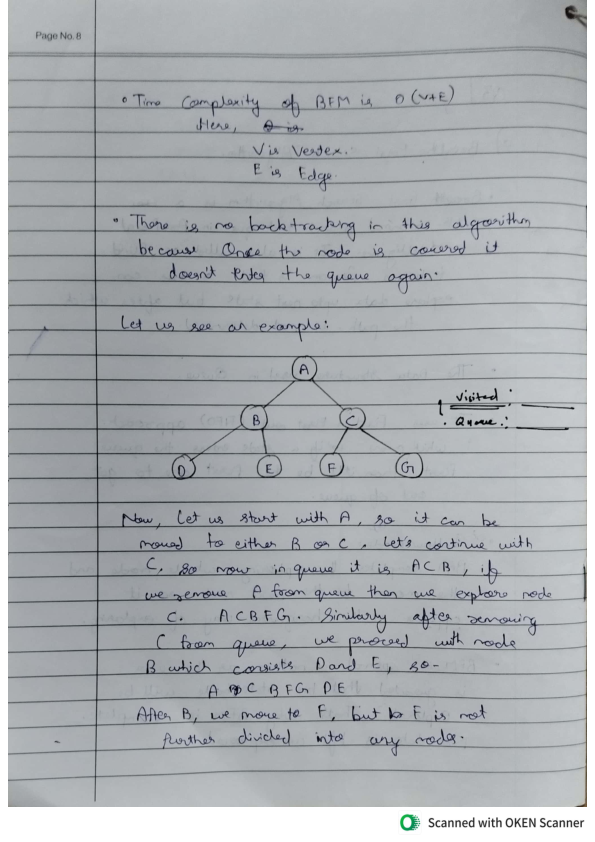 Page No. 8
• Time Complexity of BFM is O(V+E)
Here,
V is Vertex.
E is Edge.
• There is no backtracking in this algorithm
because Once the node is covered it
doesn't Enter the queue again.
Let us see an example:
A
Visited :
Queue :
B C
D E F G
Now, Let us start with A, so it can be
moved to either B or C. Let's continue with
C. so now in queue it is ACB, if
we remove A from queue then we explore node
C. ACBFG. Similarly after removing
C from queue, we proceed with node
B which consists D and E, so-
A C B F G D E
After B, we move to F, but F is not
further divided into any nodes.
Scanned with OKEN Scanner